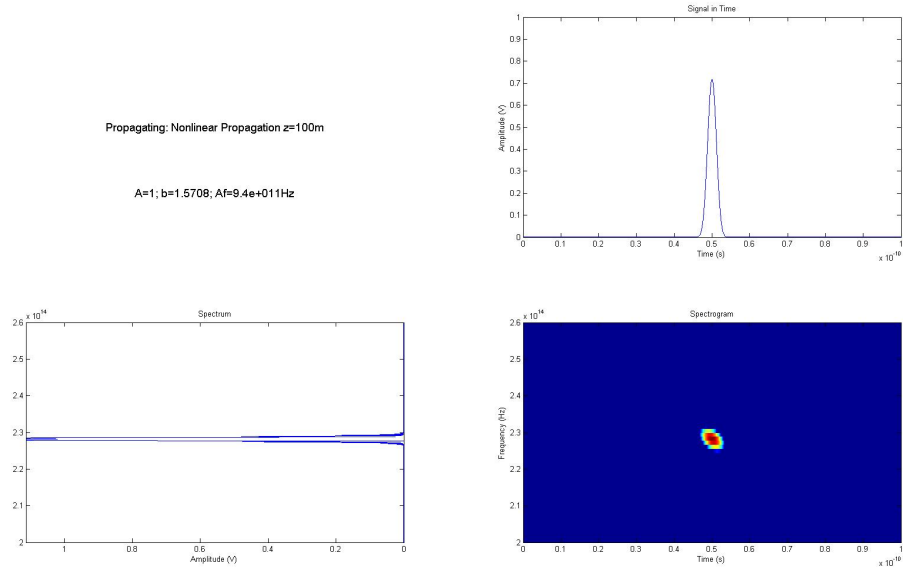 Signal in Time
1
0.9
0.8
0.7
0.6
0.5
0.4
0.3
0.2
0.1
0
Amplitude (V)
0 0.1 0.2 0.3 0.4 0.5 0.6 0.7 0.8 0.9 1
Time (s)
x 10^-10
Propagating: Nonlinear Propagation z=100m
A=1; b=1.5708; Af=9.4e+011Hz
x 10^14
Spectrum
2.6
2.5
2.4
2.3
2.2
2.1
2
1 0.8 0.6 0.4 0.2 0
Amplitude (V)
x 10^14
Spectrogram
2.6
2.5
2.4
2.3
2.2
2.1
2
Frequency (Hz)
0 0.1 0.2 0.3 0.4 0.5 0.6 0.7 0.8 0.9 1
Time (s)
x 10^-10